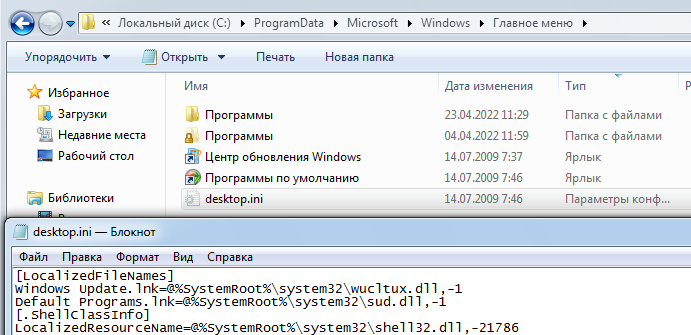 Локальный диск (C:) ProgramData Microsoft Windows Главное меню
Упорядочить Открыть Печать Новая папка
Избранное
Загрузки
Недавние места
Рабочий стол
Библиотеки
Имя Дата изменения Тип
Программы 23.04.2022 11:29 Папка с файлами
Программы 04.04.2022 11:59 Папка с файлами
Центр обновления Windows 14.07.2009 7:37 Ярлык
Программы по умолчанию 14.07.2009 7:46 Ярлык
desktop.ini 14.07.2009 7:46 Параметры конф...
desktop.ini — Блокнот
Файл Правка Формат Вид Справка
[LocalizedFileNames]
Windows Update.lnk=@%SystemRoot%\system32\wucltux.dll,-1
Default Programs.lnk=@%SystemRoot%\system32\sud.dll,-1
[.ShellClassInfo]
LocalizedResourceName=@%SystemRoot%\system32\shell32.dll,-21786